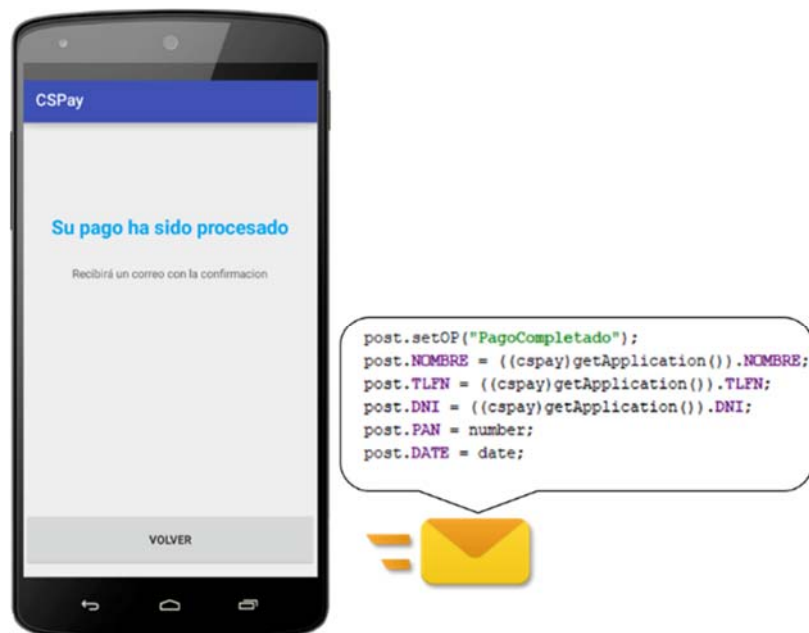 CSPay
Su pago ha sido procesado
Recibirá un correo con la confirmacion
VOLVER
post.setOP("PagoCompletado");
post.NOMBRE = ((cspay)getApplication()).NOMBRE;
post.TLFN = ((cspay)getApplication()).TLFN;
post.DNI = ((cspay)getApplication()).DNI;
post.PAN = number;
post.DATE = date;